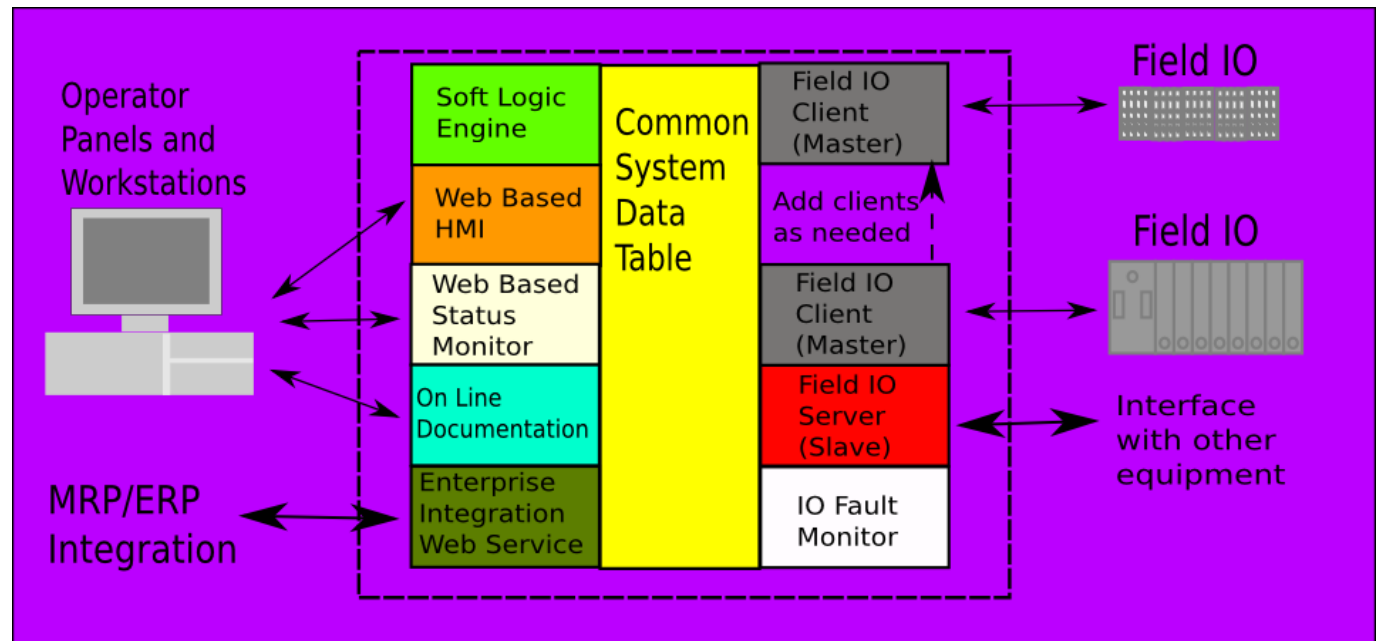 Operator
Panels and
Workstations
MRP/ERP
Integration
Soft Logic
Engine
Web Based
HMI
Web Based
Status
Monitor
On Line
Documentation
Enterprise
Integration
Web Service
Common
System
Data
Table
Field IO
Client
(Master)
Add clients
as needed
Field IO
Client
(Master)
Field IO
Server
(Slave)
IO Fault
Monitor
Field IO
Field IO
Interface
with other
equipment